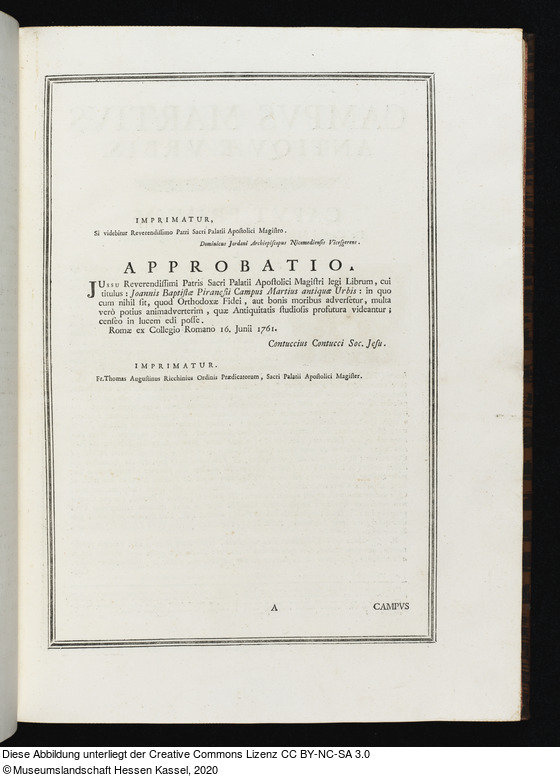 IMPRIMATUR,
Si videbitur Reverendissimo Patri Sacri Palatii Apostolici Magistro.
Dominicus Jordani Archiepiscopus Nicomediensis Vicesgerens.
APPROBATIO.
JUssu Reverendissimi Patris Sacri Palatii Apostolici Magistri legi Librum, cui
titulus: Joannis Baptistæ Piranesii Campus Martius antiquæ Urbis: in quo
cum nihil sit, quod Orthodoxæ Fidei, aut bonis moribus adversetur, multa
verò potius animadverterim, quæ Antiquitatis studiosis profutura videantur;
censeo in lucem edi posse.
Romæ ex Collegio Romano 16. Junii 1761.
Contuccius Contucci Soc. Jesu.
IMPRIMATUR.
Fr. Thomas Augustinus Ricchinius Ordinis Prædicatorum, Sacri Palatii Apostolici Magister.
A CAMPVS
Diese Abbildung unterliegt der Creative Commons Lizenz CC BY-NC-SA 3.0
©Museumslandschaft Hessen Kassel, 2020